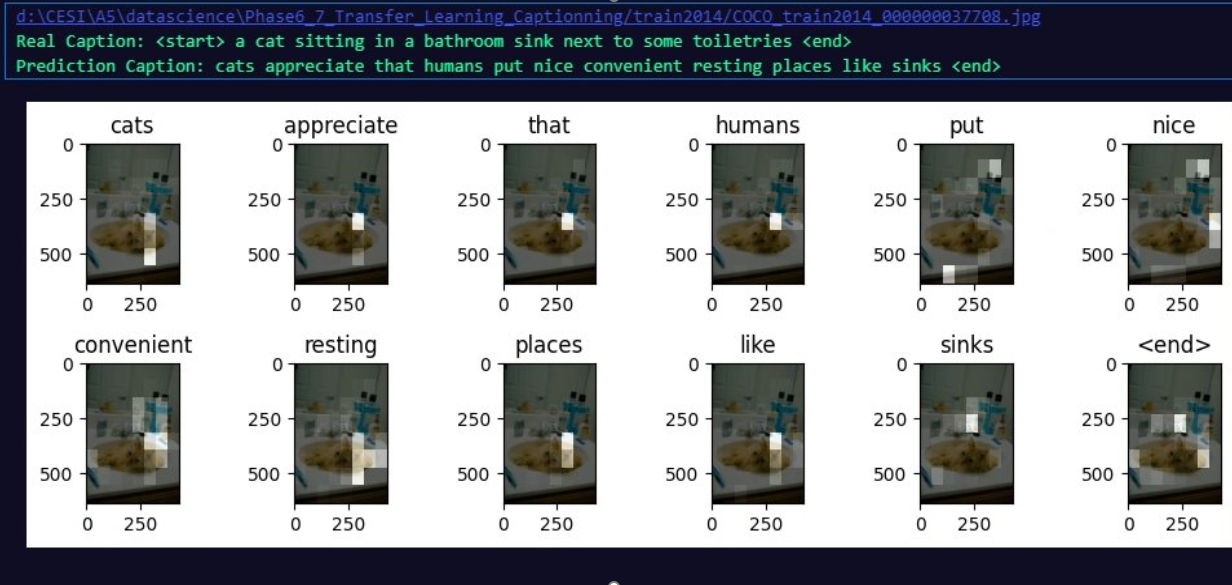 d:\CESI\A5\datascience\Phase6_7_Transfer_Learning_Captionning/train2014/COCO_train2014_000000037708.jpg
Real Caption: <start> a cat sitting in a bathroom sink next to some toiletries <end>
Prediction Caption: cats appreciate that humans put nice convenient resting places like sinks <end>
cats appreciate that humans put nice
0 0 0 0 0 0
250 250 250 250 250 250
500 500 500 500 500 500
0 250 0 250 0 250 0 250 0 250 0 250
convenient resting places like sinks <end>
0 0 0 0 0 0
250 250 250 250 250 250
500 500 500 500 500 500
0 250 0 250 0 250 0 250 0 250 0 250